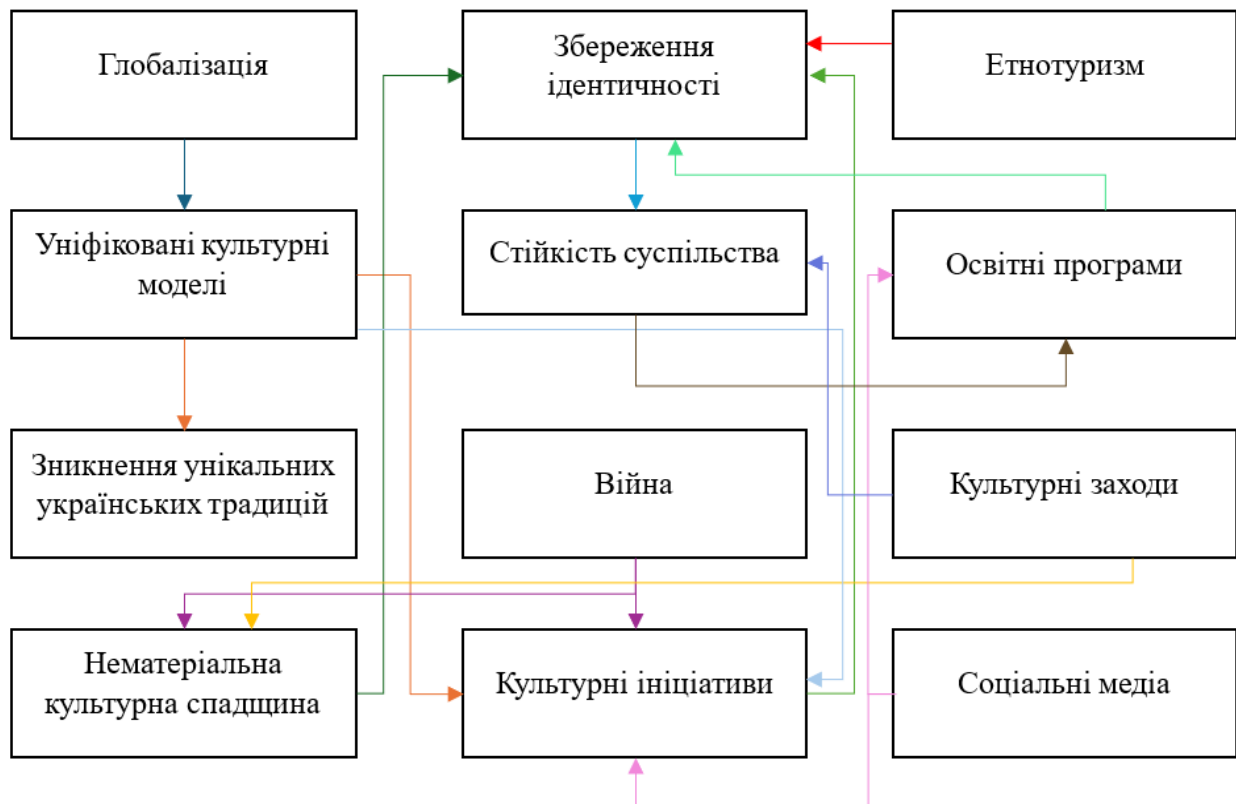 Глобалізація
Збереження
ідентичності
Етнотуризм
Уніфіковані культурні
моделі
Стійкість суспільства
Освітні програми
Зникнення унікальних
українських традицій
Війна
Культурні заходи
Нематеріальна
культурна спадщина
Культурні ініціативи
Соціальні медіа